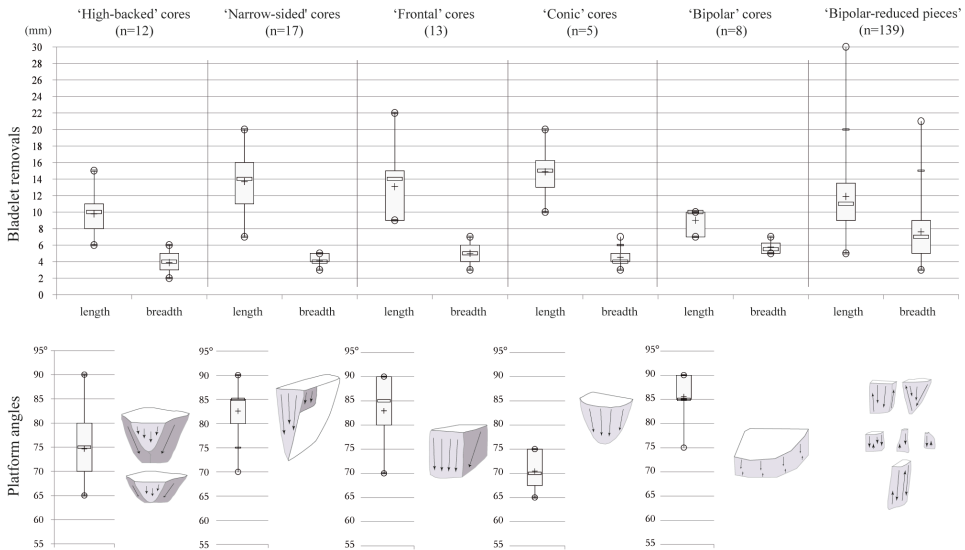 ‘High-backed’ cores
(n=12)
‘Narrow-sided' cores
(n=17)
‘Frontal’ cores
(13)
‘Conic’ cores
(n=5)
‘Bipolar’ cores
(n=8)
‘Bipolar-reduced pieces’
(n=139)
(mm)
Bladelet removals
30
28
26
24
22
20
18
16
14
12
10
8
6
4
2
0
length breadth length breadth length breadth length breadth length breadth length breadth
Plaform angles
95° 95° 95° 95° 95°
90 90 90 90 90
85 85 85 85 85
80 80 80 80 80
75 75 75 75 75
70 70 70 70 70
65 65 65 65 65
60 60 60 60 60
55 55 55 55 55